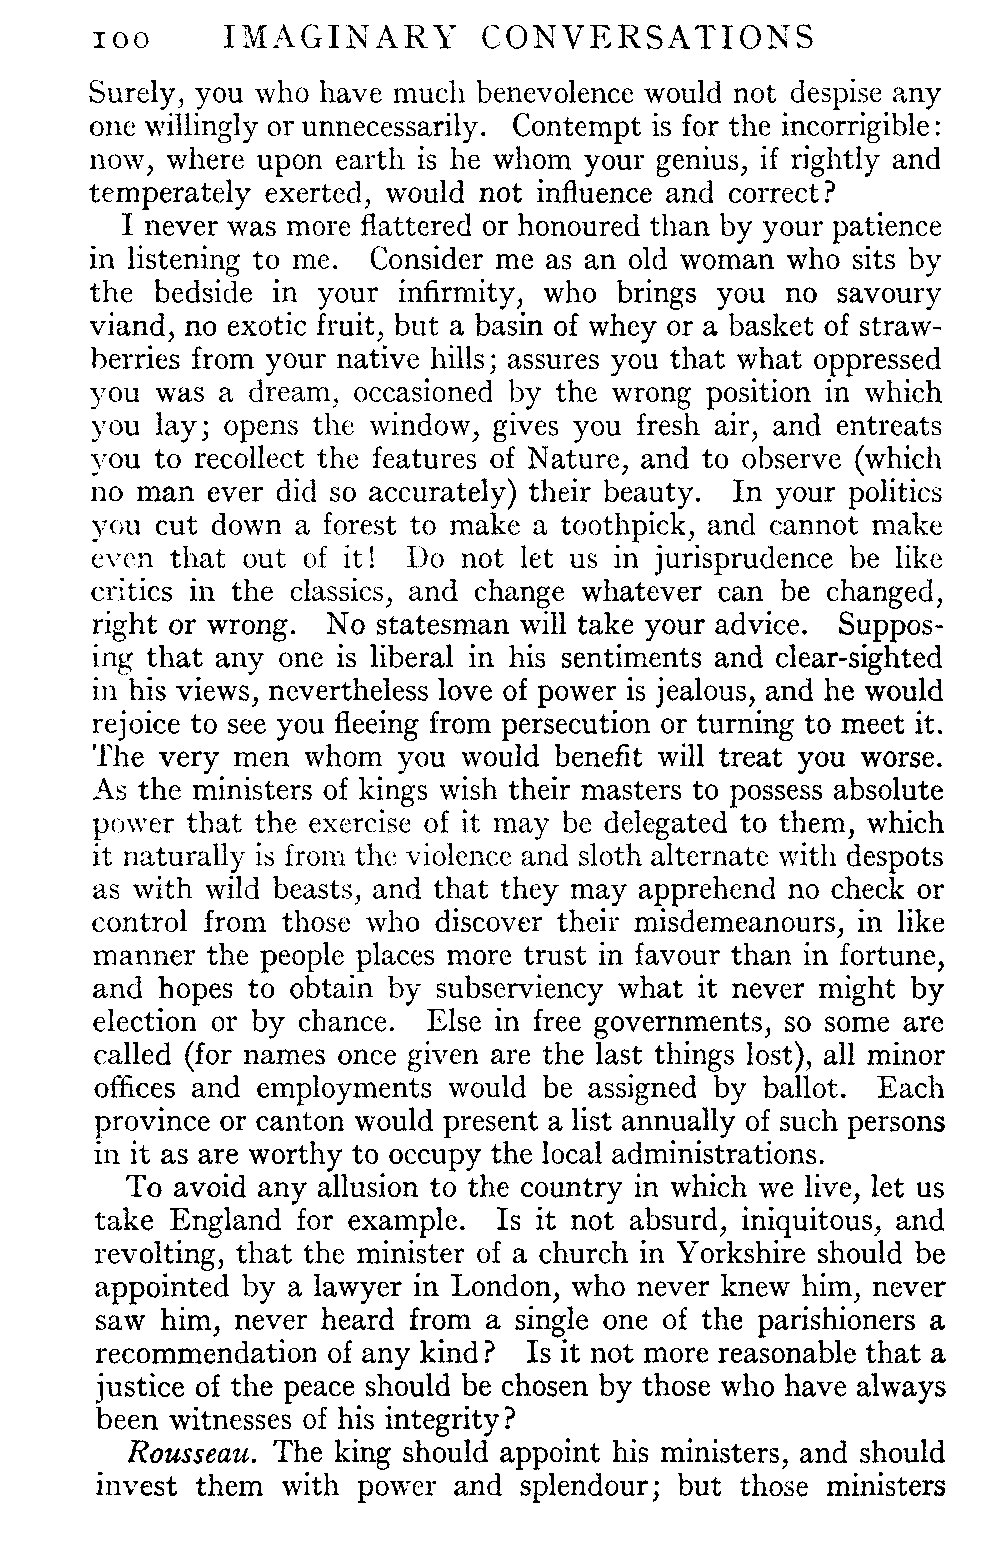 100 IMAGINARY CONVERSATIONS
Surely, you who have much benevolence would not despise any
one willingly or unnecessarily. Contempt is for the incorrigible:
now, where upon earth is he whom your genius, if rightly and
temperately exerted, would not influence and correct?
I never was more flattered or honoured than by your patience
in listening to me. Consider me as an old woman who sits by
the bedside in your infirmity, who brings you no savoury
viand, no exotic fruit, but a basin of whey or a basket of straw-
berries from your native hills; assures you that what oppressed
you was a dream, occasioned by the wrong position in which
you lay; opens the window, gives you fresh air, and entreats
you to recollect the features of Nature, and to observe (which
no man ever did so accurately) their beauty. In your politics
you cut down a forest to make a toothpick, and cannot make
even that out of it! Do not let us in jurisprudence be like
critics in the classics, and change whatever can be changed,
right or wrong. No statesman will take your advice. Suppos-
ing that any one is liberal in his sentiments and clear-sighted
in his views, nevertheless love of power is jealous, and he would
rejoice to see you fleeing from persecution or turning to meet it.
The very men whom you would benefit will treat you worse.
As the ministers of kings wish their masters to possess absolute
power that the exercise of it may be delegated to them, which
it naturally is from the violence and sloth alternate with despots
as with wild beasts, and that they may apprehend no check or
control from those who discover their misdemeanours, in like
manner the people places more trust in favour than in fortune,
and hopes to obtain by subserviency what it never might by
election or by chance. Else in free governments, so some are
called (for names once given are the last things lost), all minor
offices and employments would be assigned by ballot. Each
province or canton would present a list annually of such persons
in it as are worthy to occupy the local administrations.
To avoid any allusion to the country in which we live, let us
take England for example. Is it not absurd, iniquitous, and
revolting, that the minister of a church in Yorkshire should be
appointed by a lawyer in London, who never knew him, never
saw him, never heard from a single one of the parishioners a
recommendation of any kind? Is it not more reasonable that a
justice of the peace should be chosen by those who have always
been witnesses of his integrity?
Rousseau. The king should appoint his ministers, and should
invest them with power and splendour; but those ministers